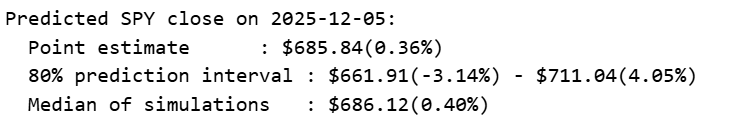 Predicted SPY close on 2025-12-05:
Point estimate : $685.84(0.36%)
80% prediction interval : $661.91(-3.14%) - $711.04(4.05%)
Median of simulations : $686.12(0.40%)